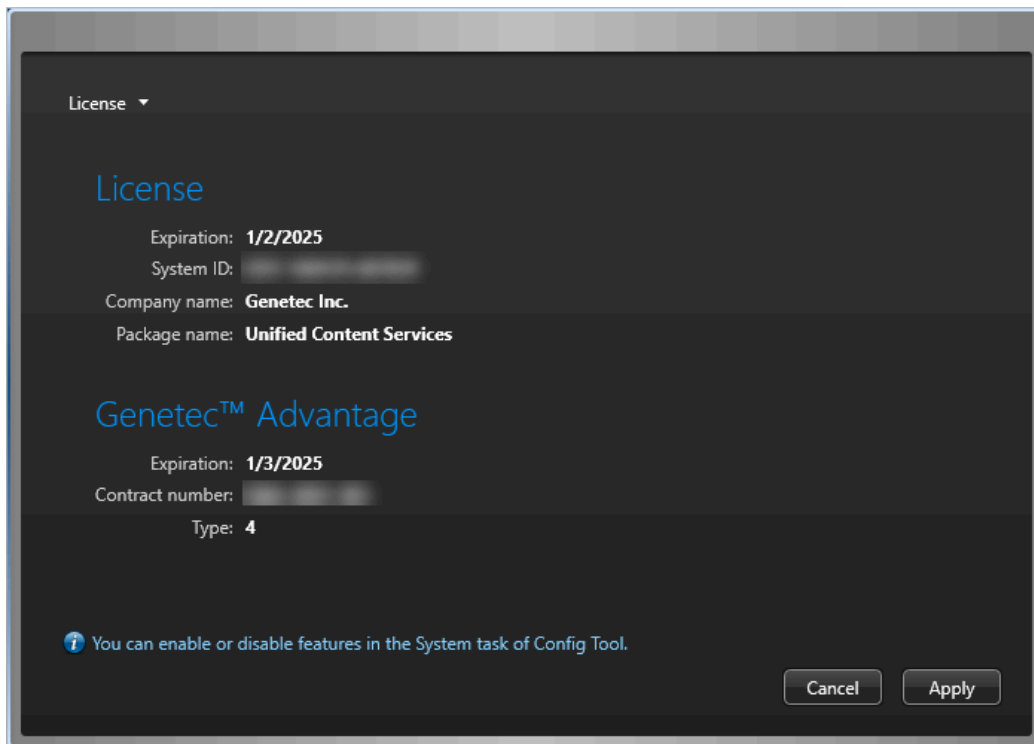 License
License
Expiration: 1/2/2025
System ID:
Company name: Genetec Inc.
Package name: Unified Content Services
Genetec™ Advantage
Expiration: 1/3/2025
Contract number:
Type: 4
You can enable or disable features in the System task of Config Tool.
Cancel Apply